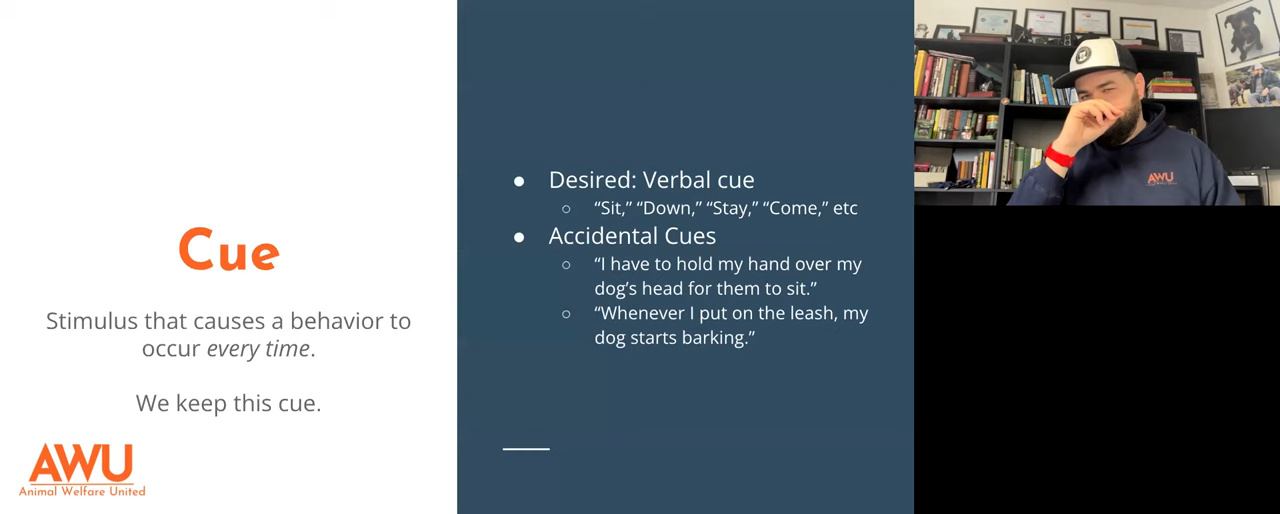 Cue
Stimulus that causes a behavior to
occur every time.
We keep this cue.
AWU
Animal Welfare United
● Desired: Verbal cue
○ “Sit,” “Down,” “Stay,” “Come,” etc
● Accidental Cues
○ “I have to hold my hand over my
dog’s head for them to sit.”
○ “Whenever I put on the leash, my
dog starts barking.”
AWU